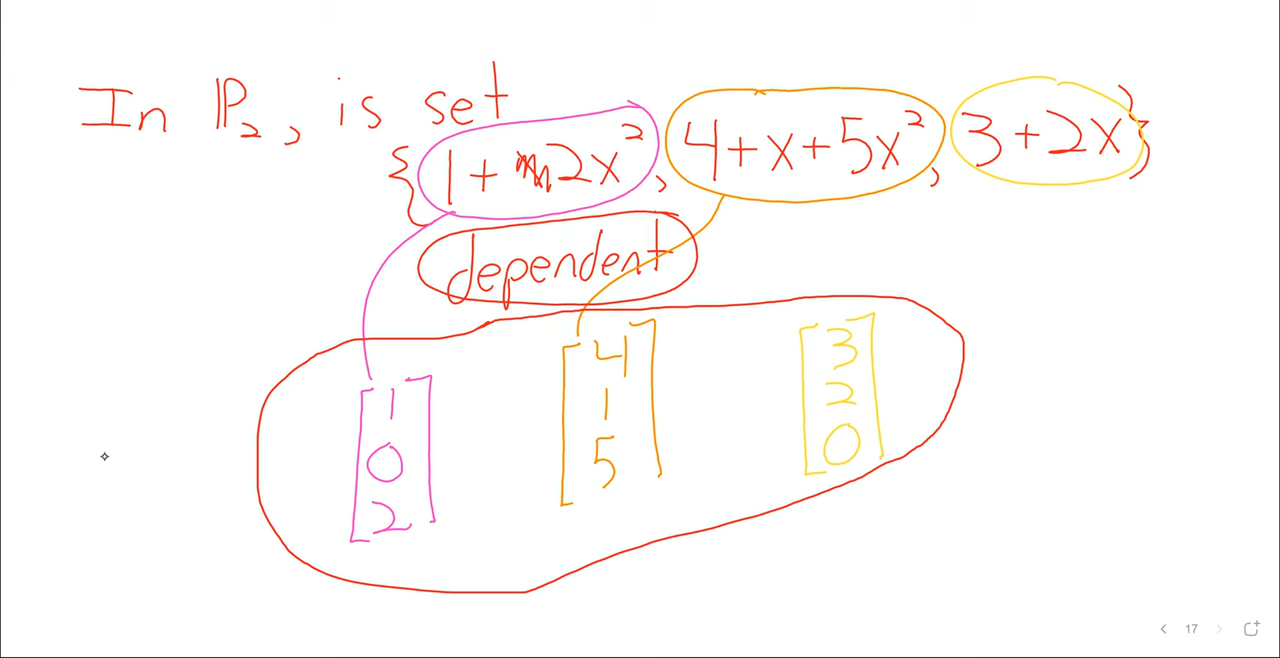 In ℙ₂, is set
{1 + 2x², 4+x+5x², 3+2x}
dependent
[1 0 2] [4 1 5] [3 2 0]
17